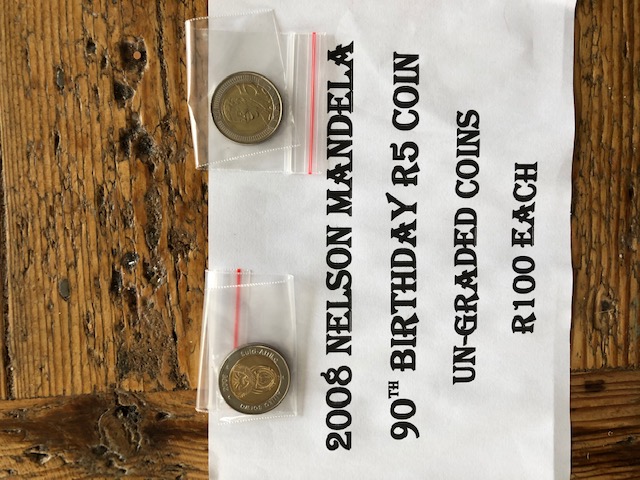 2008 NELSON MANDELA
90TH BIRTHDAY R5 COIN
UN-GRADED COINS
R100 EACH